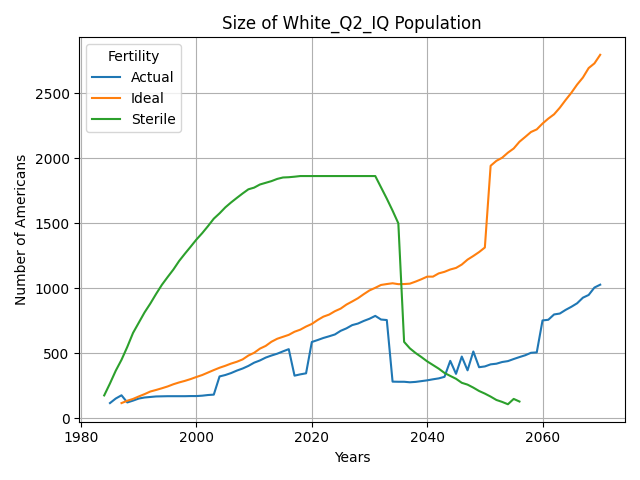 Size of White_Q2_IQ Population
Fertility
Actual
Ideal
Sterile
Number of Americans
2500
2000
1500
1000
500
0
1980
2000
2020
2040
2060
Years